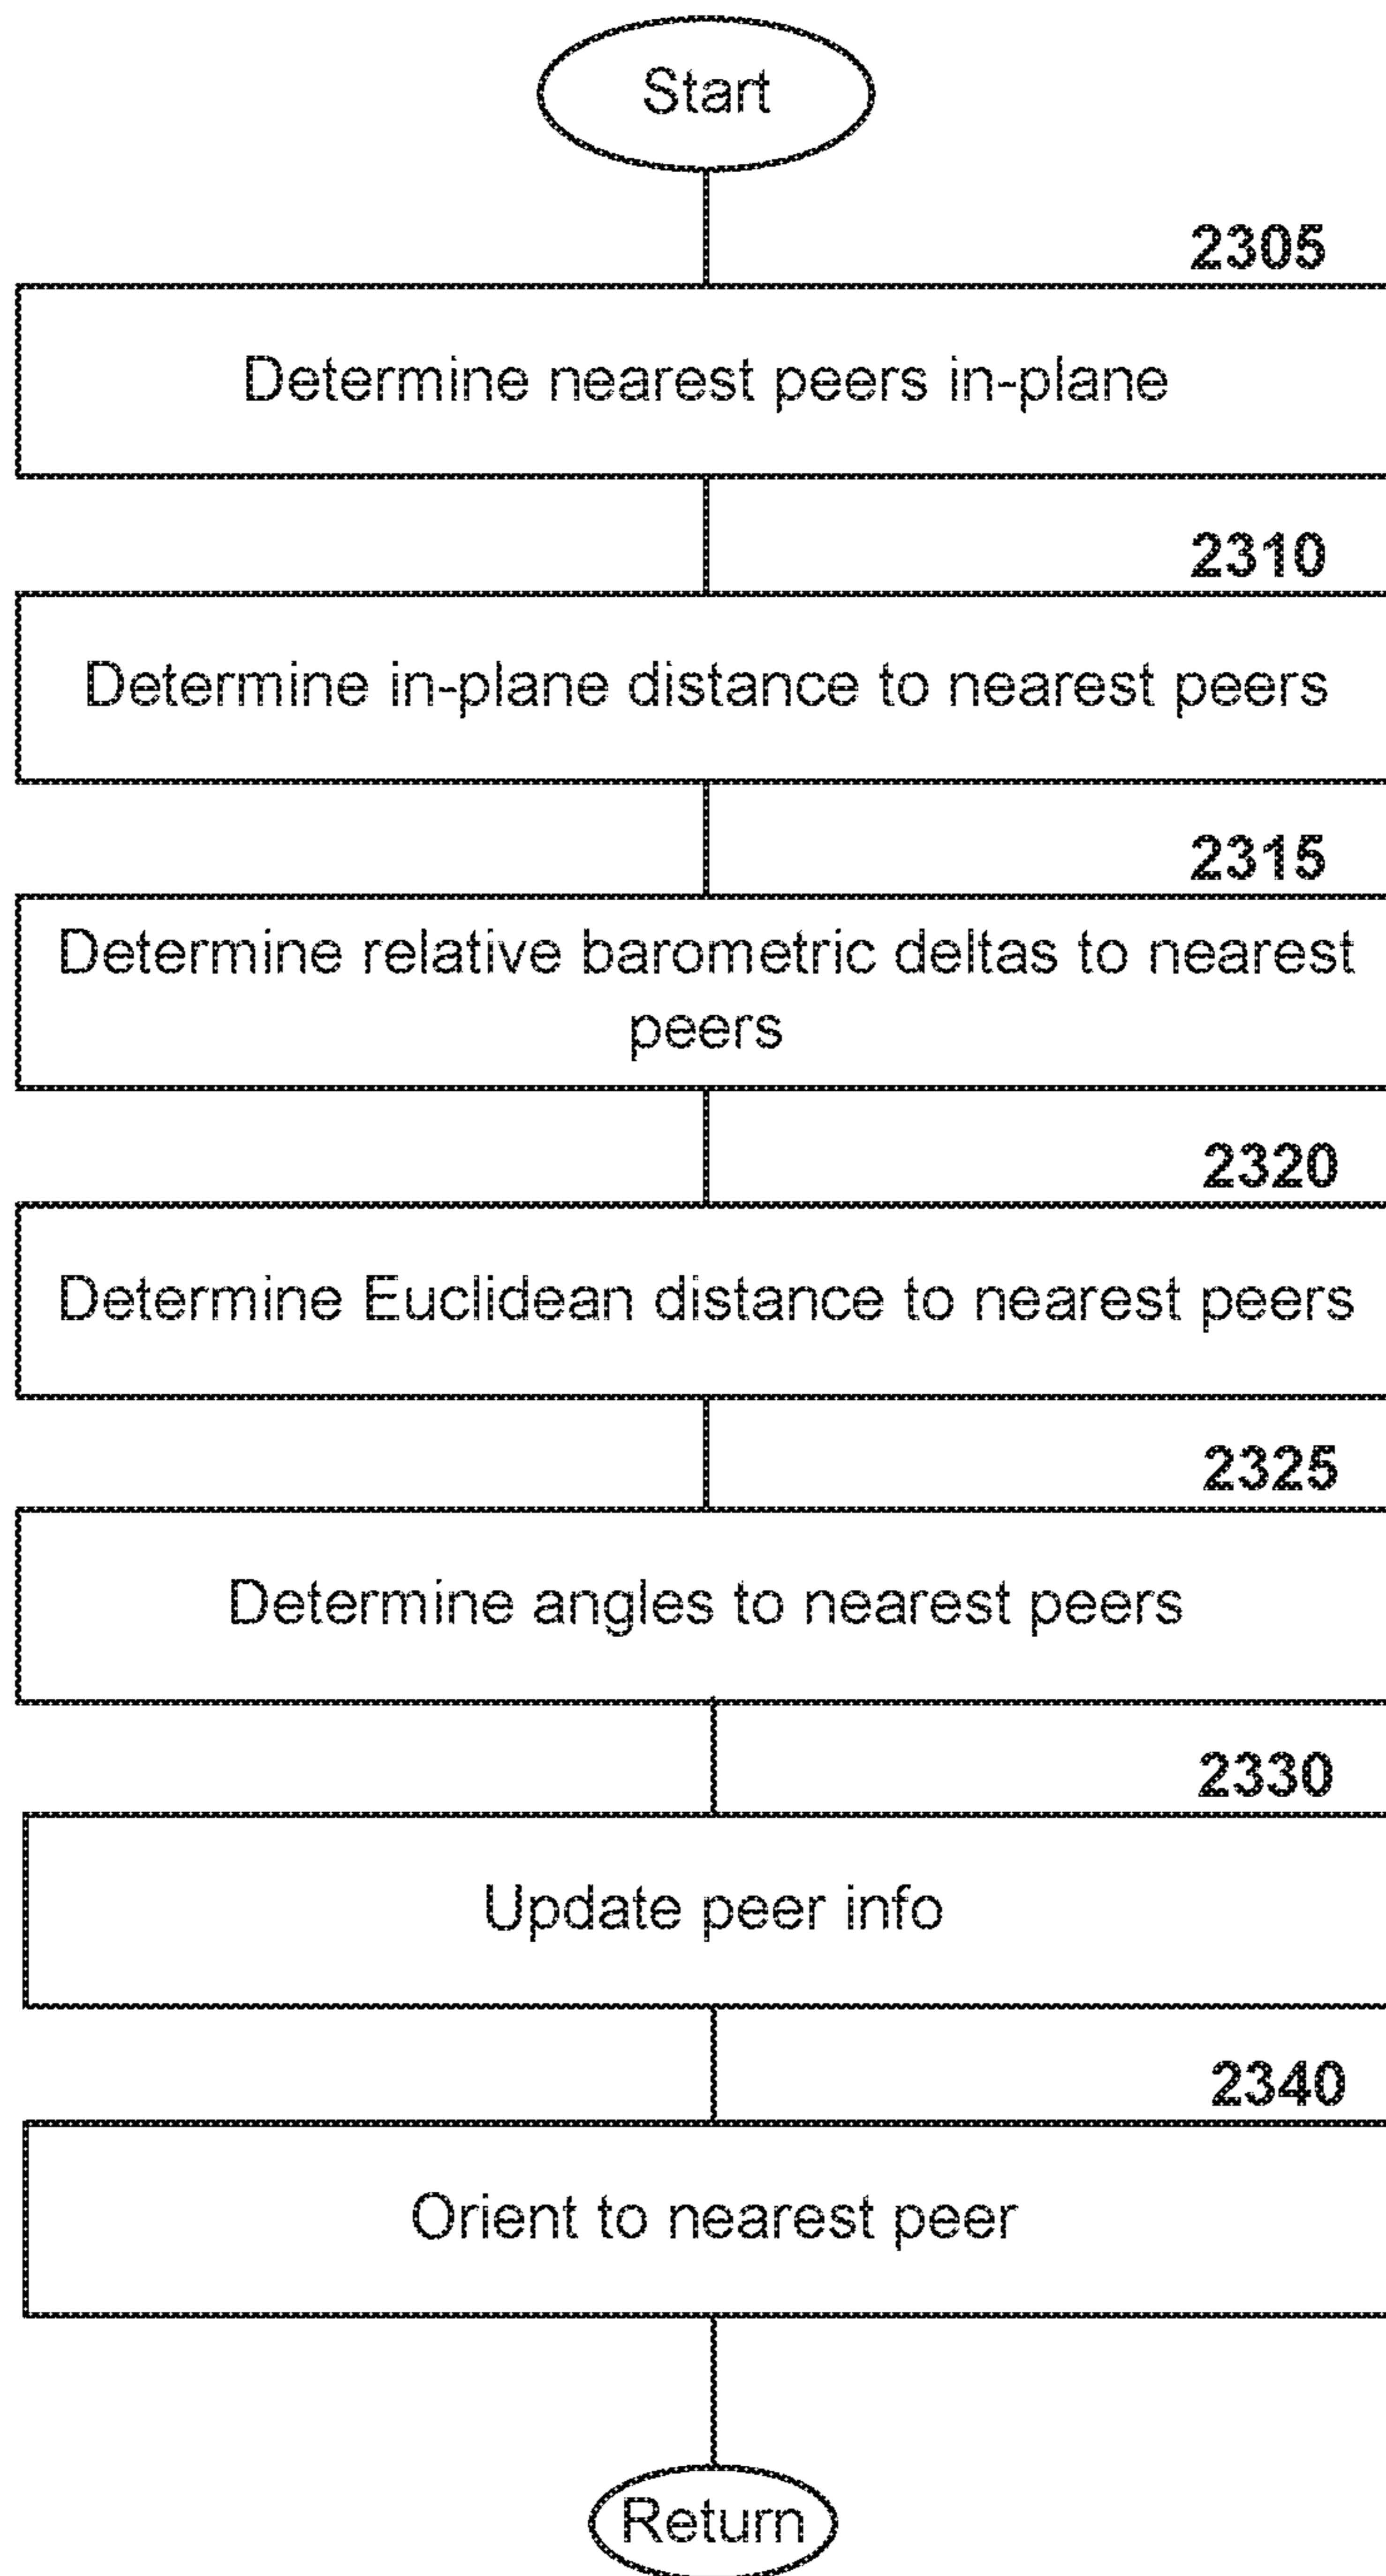 Start
2305
Determine nearest peers in-plane
2310
Determine in-plane distance to nearest peers
2315
Determine relative barometric deltas to nearest
peers
2320
Determine Euclidean distance to nearest peers
2325
Determine angles to nearest peers
2330
Update peer info
2340
Orient to nearest peer
Return